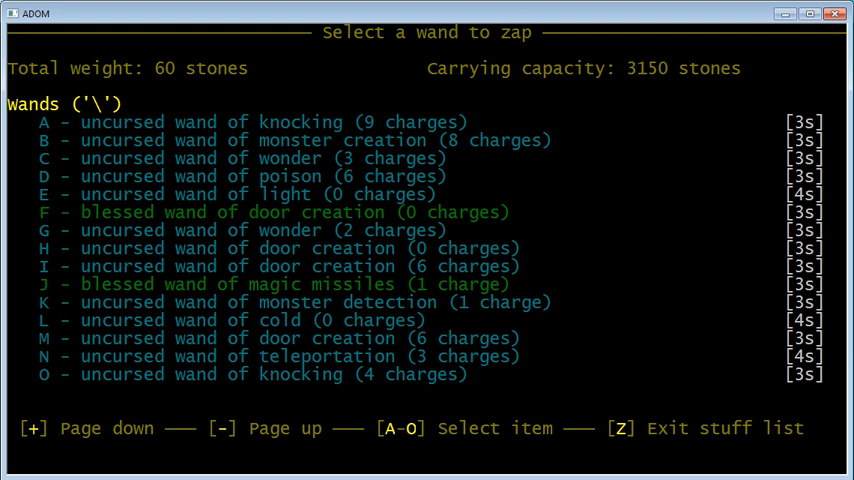 ADOM
Select a wand to zap
Total weight: 60 stones Carrying capacity: 3150 stones
Wands ('\')
A - uncursed wand of knocking (9 charges) [3s]
B - uncursed wand of monster creation (8 charges) [3s]
C - uncursed wand of wonder (3 charges) [3s]
D - uncursed wand of poison (6 charges) [3s]
E - uncursed wand of light (0 charges) [4s]
F - blessed wand of door creation (0 charges) [3s]
G - uncursed wand of wonder (2 charges) [3s]
H - uncursed wand of door creation (0 charges) [3s]
I - uncursed wand of door creation (6 charges) [3s]
J - blessed wand of magic missiles (1 charge) [3s]
K - uncursed wand of monster detection (1 charge) [3s]
L - uncursed wand of cold (0 charges) [4s]
M - uncursed wand of door creation (6 charges) [3s]
N - uncursed wand of teleportation (3 charges) [4s]
O - uncursed wand of knocking (4 charges) [3s]
[+] Page down ─── [-] Page up ─── [A-O] Select item ─── [Z] Exit stuff list